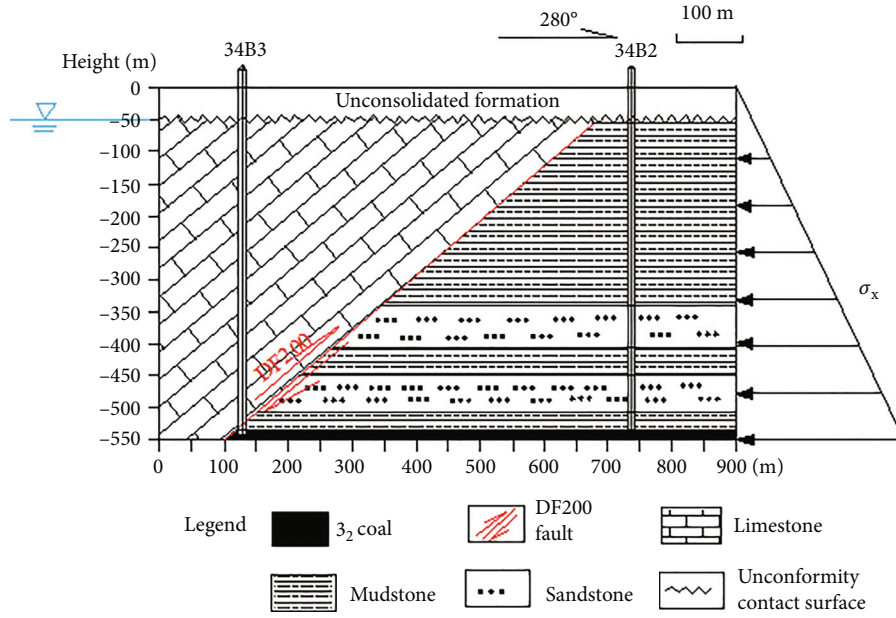 280°
100 m
34B3
34B2
Height (m)
0
Unconsolidated formation
−50
−100
−150
−200
−250
−300
−350
−400
−450
−500
−550
σx
DF200
0 100 200 300 400 500 600 700 800 900 (m)
Legend
3₂ coal
DF200
fault
Limestone
Mudstone
Sandstone
Unconformity
contact surface